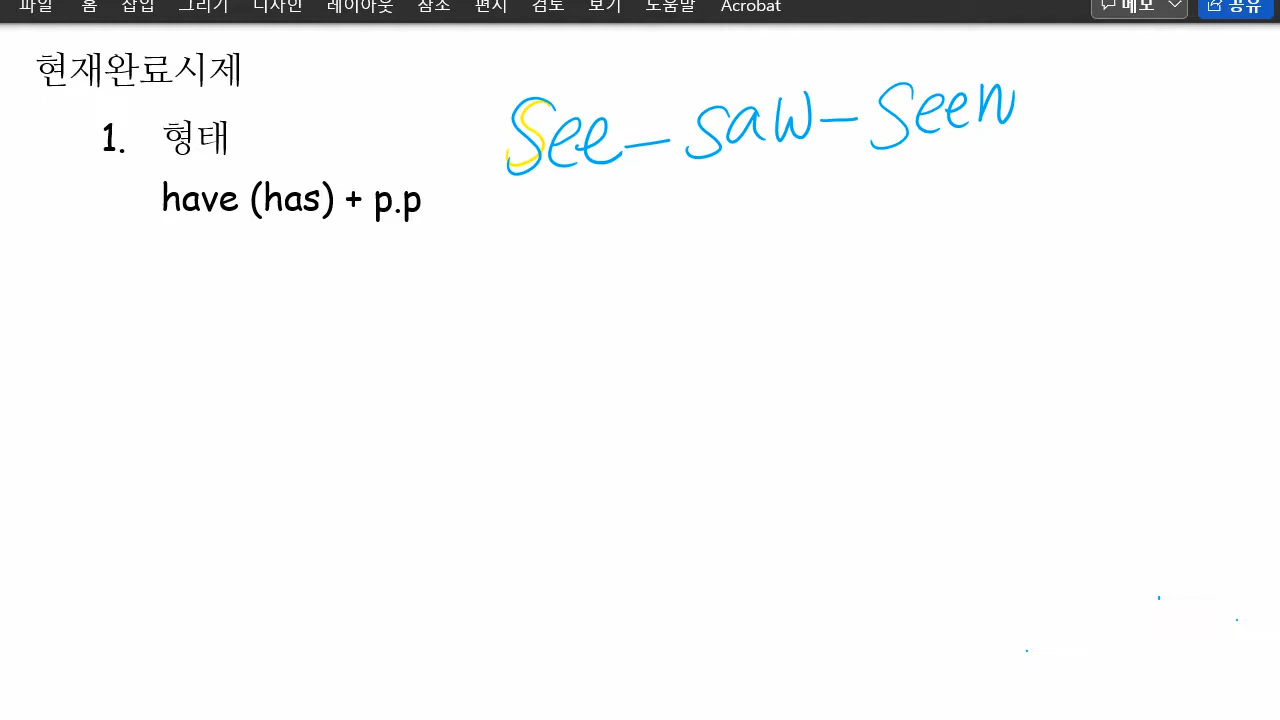 파일 홈 삽입 그리기 디자인 레이아웃 참조 편지 검토 보기 도움말 Acrobat 메모 공유
현재완료시제
see - saw - seen
1. 형태
have (has) + p.p